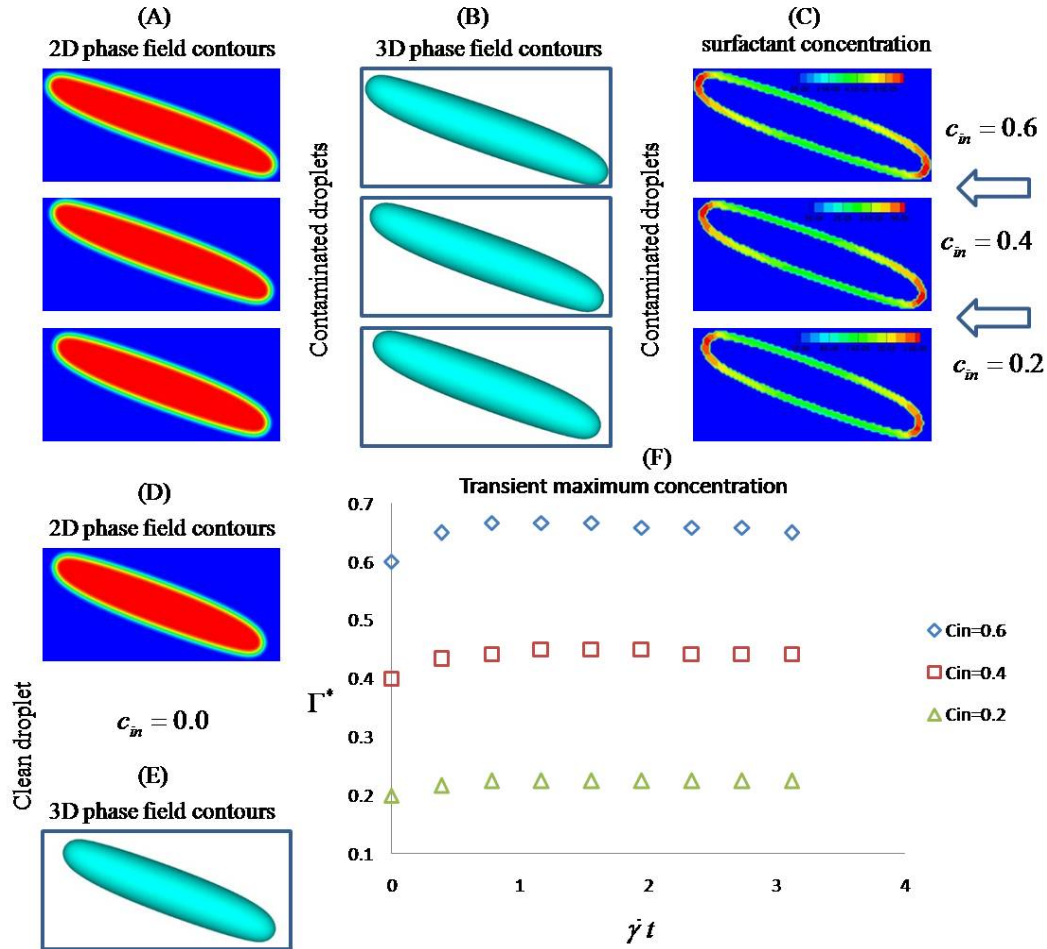 (A)
2D phase field contours
(B)
3D phase field contours
(C)
surfactant concentration
Contaminated droplets
Contaminated droplets
c_in = 0.6
c_in = 0.4
c_in = 0.2
(D)
2D phase field contours
Clean droplet
c_in = 0.0
(E)
3D phase field contours
(F)
Transient maximum concentration
0.7
0.6
0.5
0.4
0.3
0.2
0.1
Γ*
0 1 2 3 4
γ̇ t
Cin=0.6
Cin=0.4
Cin=0.2